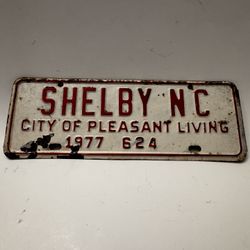 SHELBY NC
CITY OF PLEASANT LIVING
1977 624